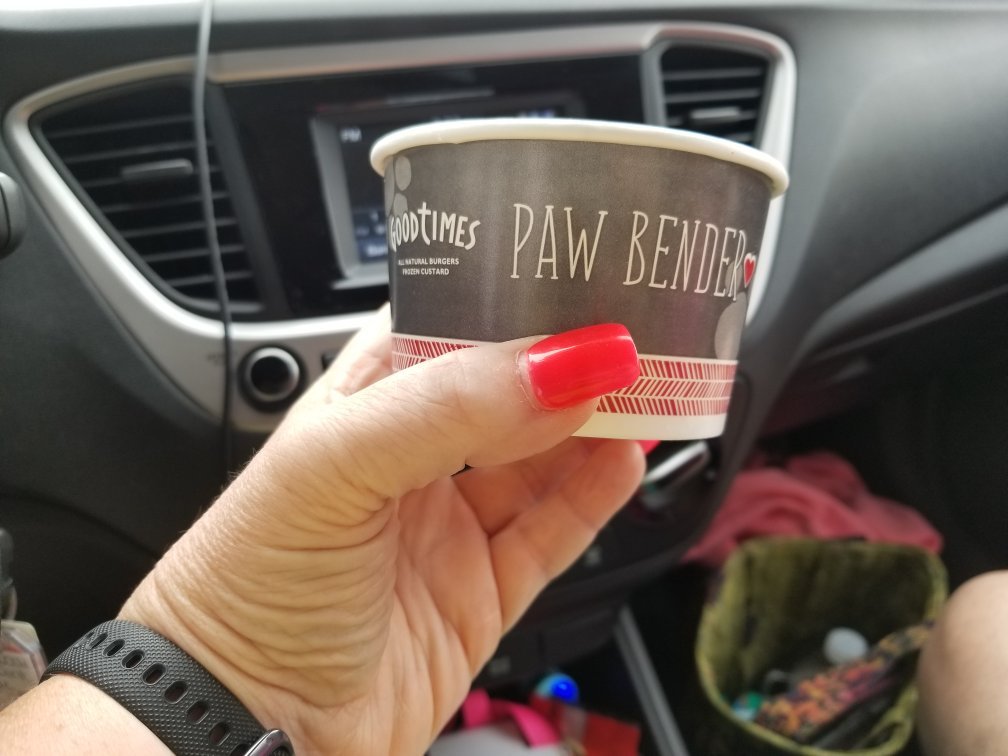 GOODTIMES
ALL NATURAL BURGERS
FROZEN CUSTARD
PAW BENDER